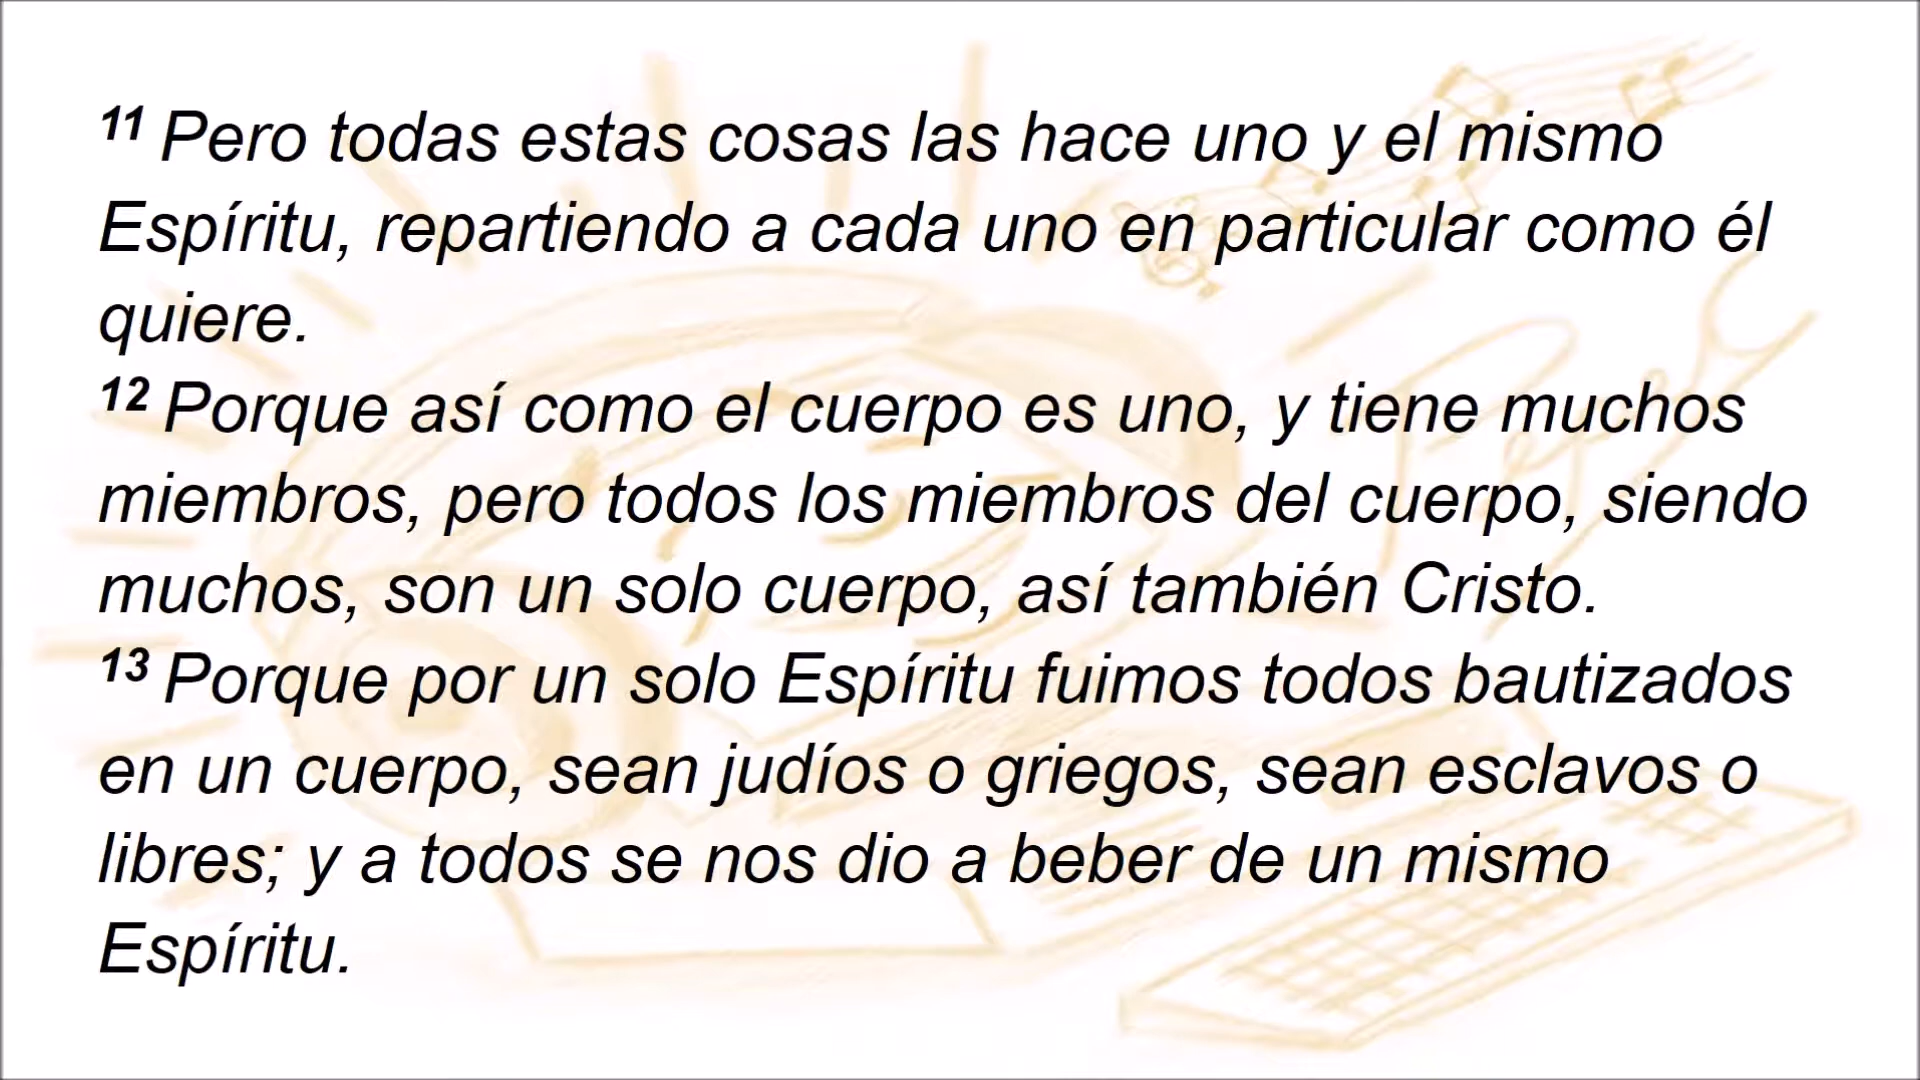 11 Pero todas estas cosas las hace uno y el mismo
Espíritu, repartiendo a cada uno en particular como él
quiere.
12 Porque así como el cuerpo es uno, y tiene muchos
miembros, pero todos los miembros del cuerpo, siendo
muchos, son un solo cuerpo, así también Cristo.
13 Porque por un solo Espíritu fuimos todos bautizados
en un cuerpo, sean judíos o griegos, sean esclavos o
libres; y a todos se nos dio a beber de un mismo
Espíritu.